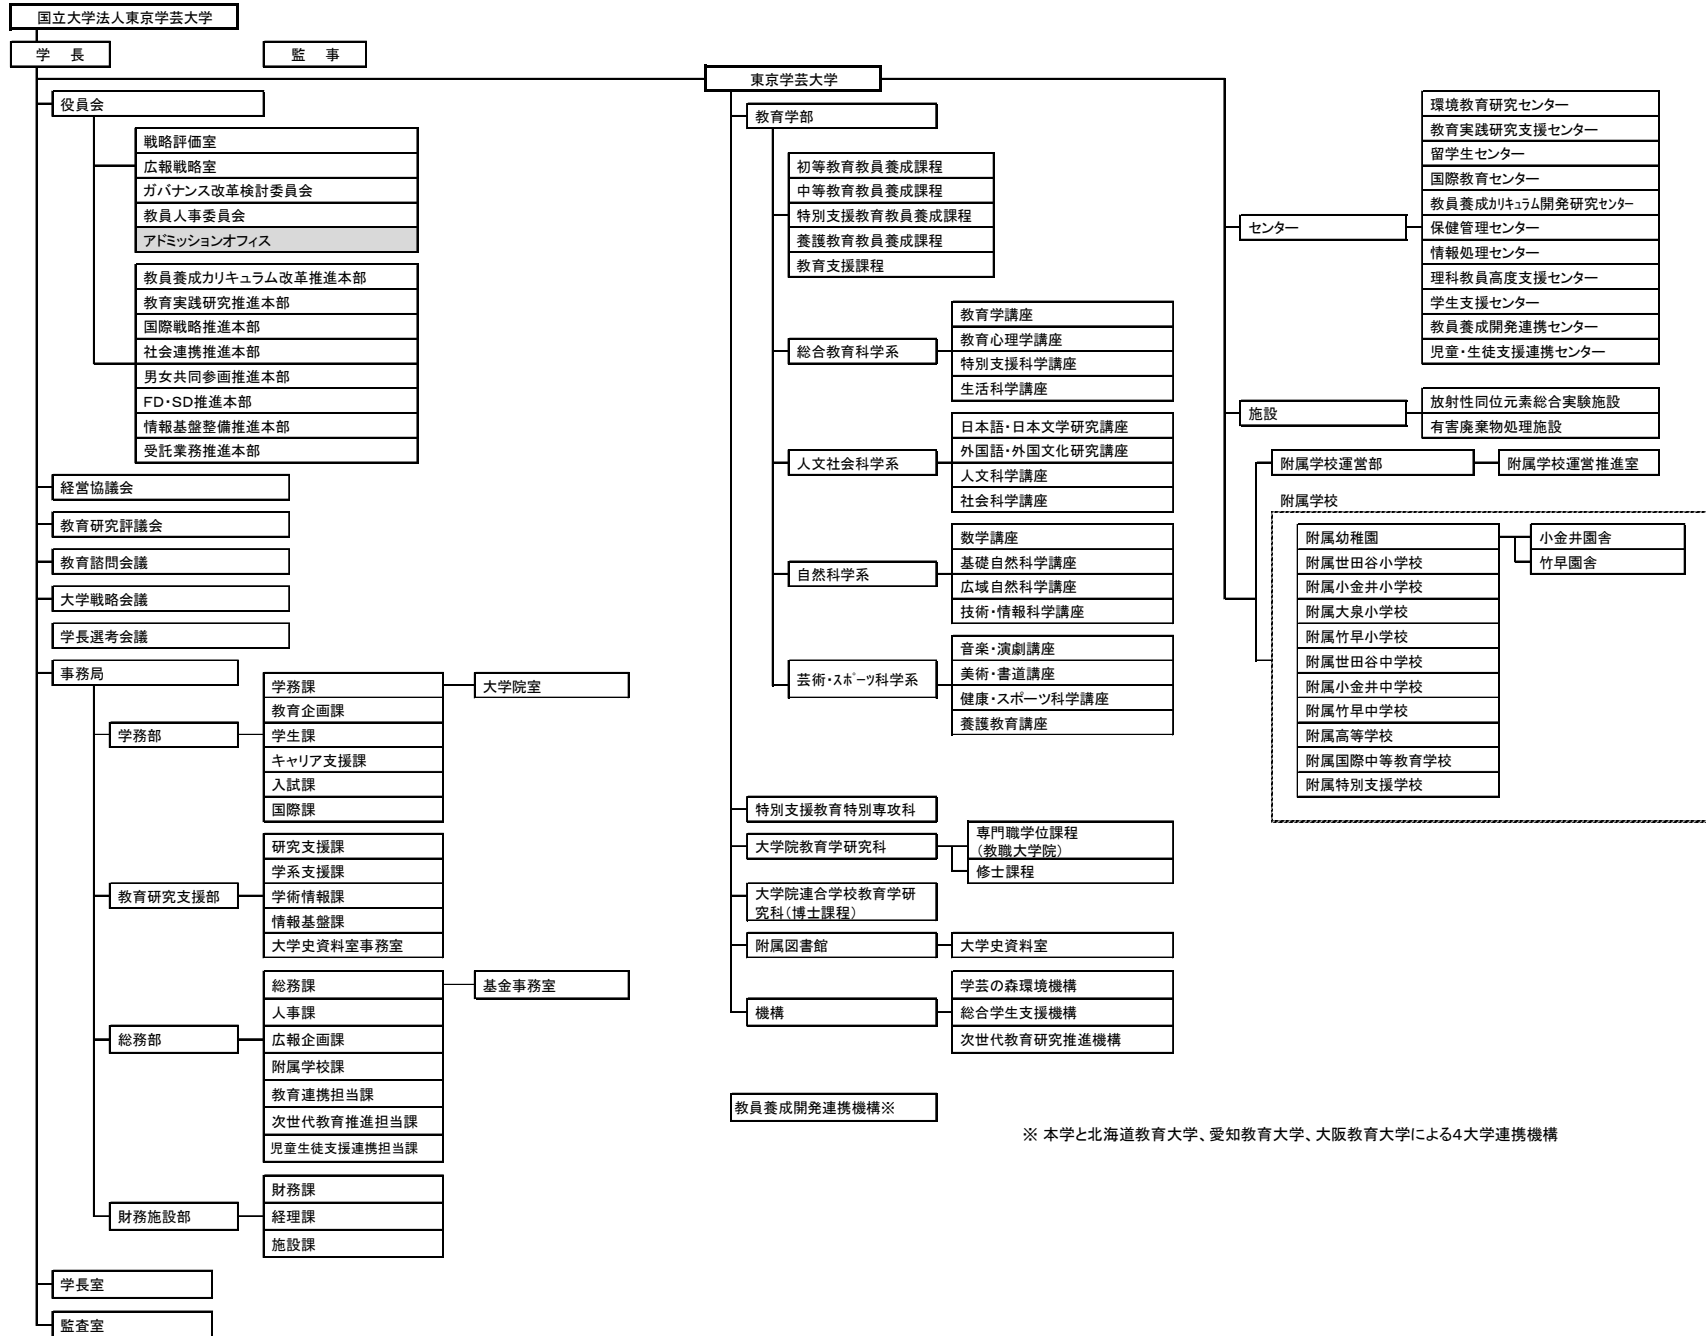 国立大学法人東京学芸大学
学　長
監　事
役員会
戦略評価室
広報戦略室
ガバナンス改革検討委員会
教員人事委員会
アドミッションオフィス
教員養成カリキュラム改革推進本部
教育実践研究推進本部
国際戦略推進本部
社会連携推進本部
男女共同参画推進本部
FD・SD推進本部
情報基盤整備推進本部
受託業務推進本部
経営協議会
教育研究評議会
教育諮問会議
大学戦略会議
学長選考会議
事務局
学務部
学務課
大学院室
教育企画課
学生課
キャリア支援課
入試課
国際課
教育研究支援部
研究支援課
学系支援課
学術情報課
情報基盤課
大学史資料室事務室
総務部
総務課
基金事務室
人事課
広報企画課
附属学校課
教育連携担当課
次世代教育推進担当課
児童生徒支援連携担当課
財務施設部
財務課
経理課
施設課
学長室
監査室
東京学芸大学
教育学部
初等教育教員養成課程
中等教育教員養成課程
特別支援教育教員養成課程
養護教育教員養成課程
教育支援課程
総合教育科学系
教育学講座
教育心理学講座
特別支援科学講座
生活科学講座
人文社会科学系
日本語・日本文学研究講座
外国語・外国文化研究講座
人文科学講座
社会科学講座
自然科学系
数学講座
基礎自然科学講座
広域自然科学講座
技術・情報科学講座
芸術・スポーツ科学系
音楽・演劇講座
美術・書道講座
健康・スポーツ科学講座
養護教育講座
特別支援教育特別専攻科
大学院教育学研究科
専門職学位課程
（教職大学院）
修士課程
大学院連合学校教育学研
究科（博士課程）
附属図書館
大学史資料室
機構
学芸の森環境機構
総合学生支援機構
次世代教育研究推進機構
教員養成開発連携機構※
※ 本学と北海道教育大学、愛知教育大学、大阪教育大学による4大学連携機構
センター
環境教育研究センター
教育実践研究支援センター
留学生センター
国際教育センター
教員養成カリキュラム開発研究センター
保健管理センター
情報処理センター
理科教員高度支援センター
学生支援センター
教員養成開発連携センター
児童・生徒支援連携センター
施設
放射性同位元素総合実験施設
有害廃棄物処理施設
附属学校運営部
附属学校運営推進室
附属学校
附属幼稚園
小金井園舎
竹早園舎
附属世田谷小学校
附属小金井小学校
附属大泉小学校
附属竹早小学校
附属世田谷中学校
附属小金井中学校
附属竹早中学校
附属高等学校
附属国際中等教育学校
附属特別支援学校